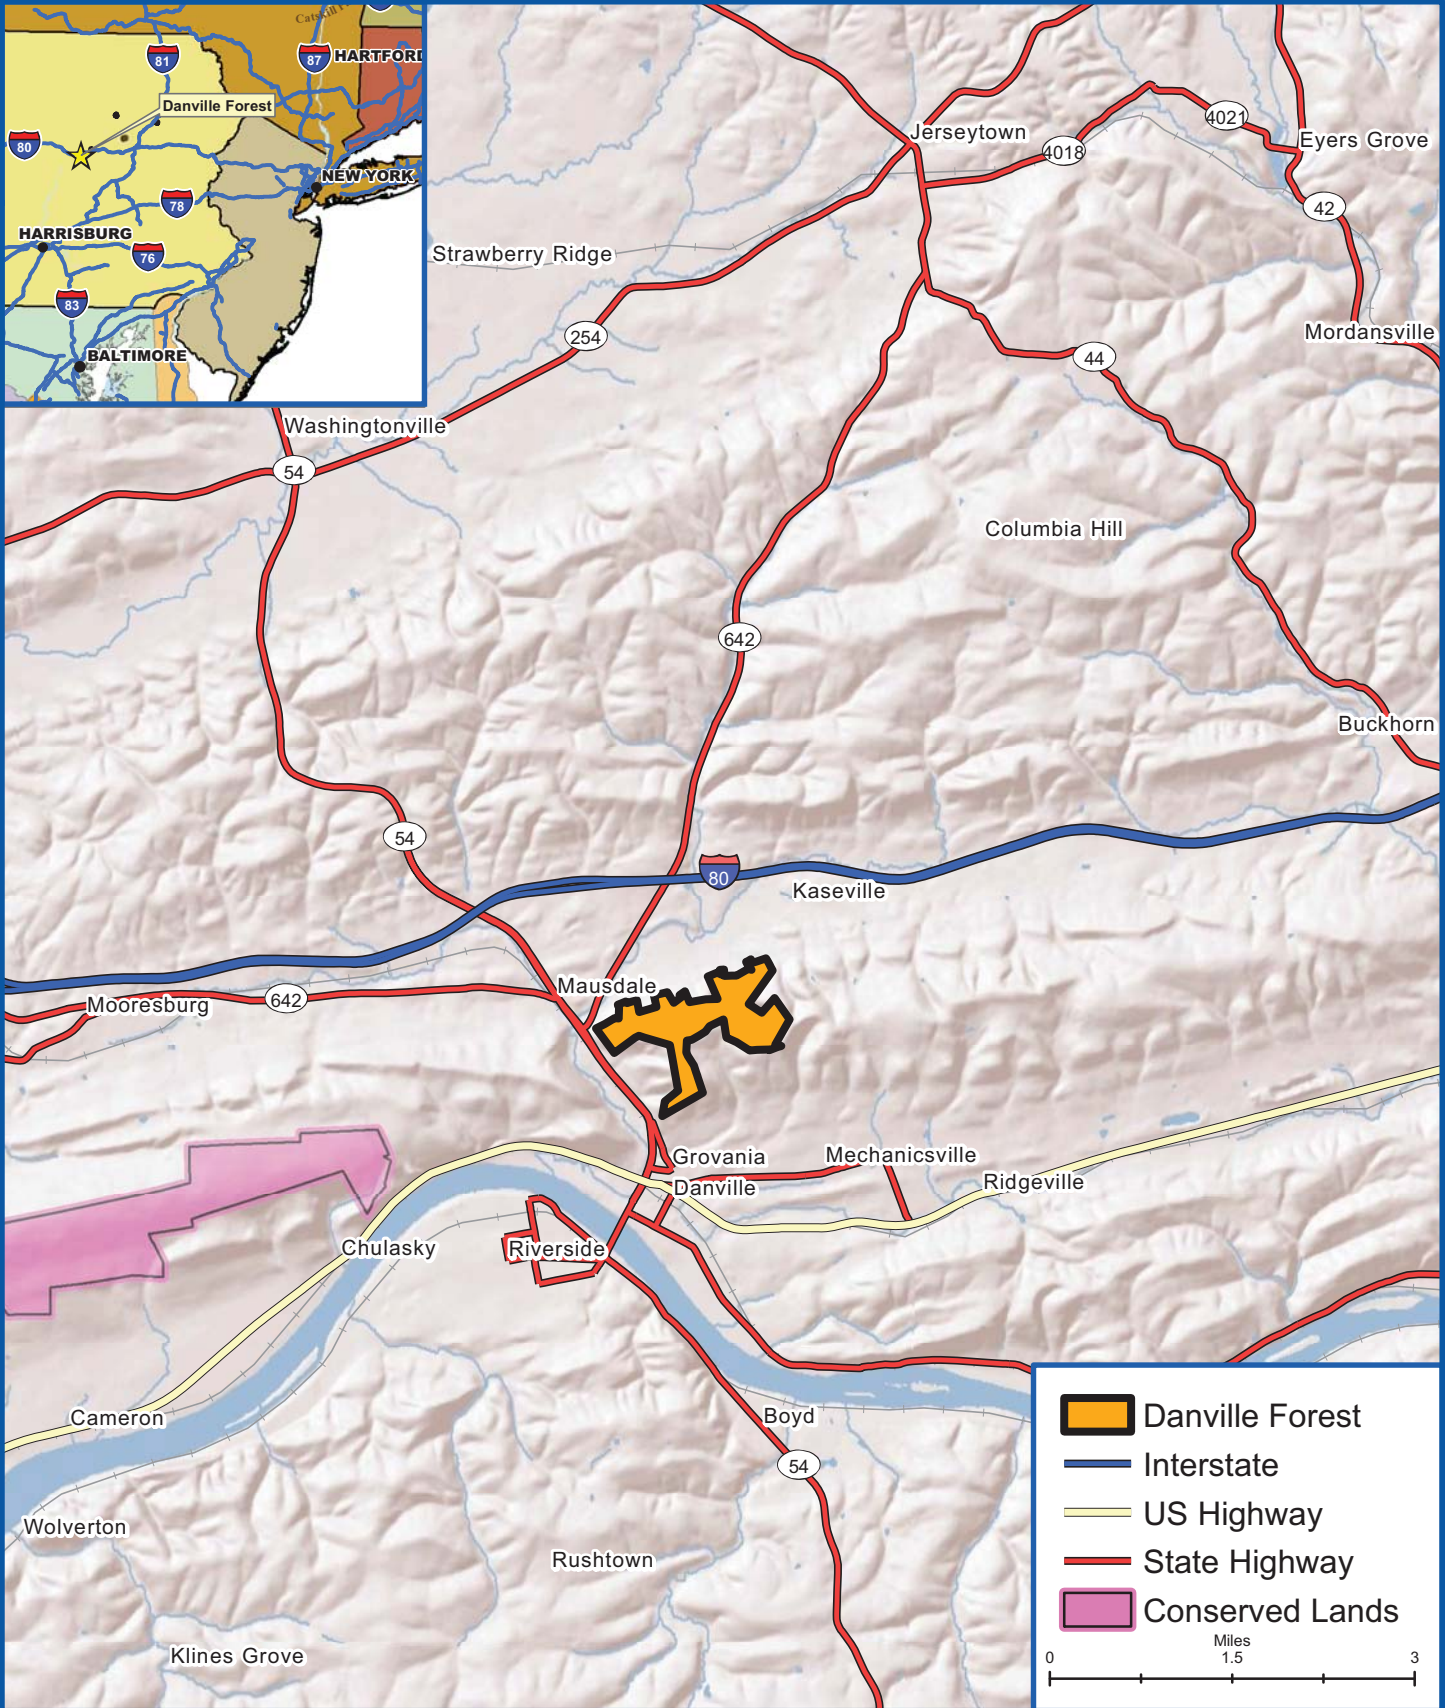 Catskill
81
87
HARTFORD
Danville Forest
80
NEW YORK
78
HARRISBURG
76
83
BALTIMORE
Jerseytown
4021
4018
Eyers Grove
42
Strawberry Ridge
254
Mordansville
44
Washingtonville
54
Columbia Hill
642
Buckhorn
54
80
Kaseville
Mausdale
Mooresburg
642
Grovania
Mechanicsville
Danville
Ridgeville
Chulasky
Riverside
Cameron
Boyd
54
Wolverton
Rushtown
Klines Grove
Danville Forest
Interstate
US Highway
State Highway
Conserved Lands
Miles
0 1.5 3